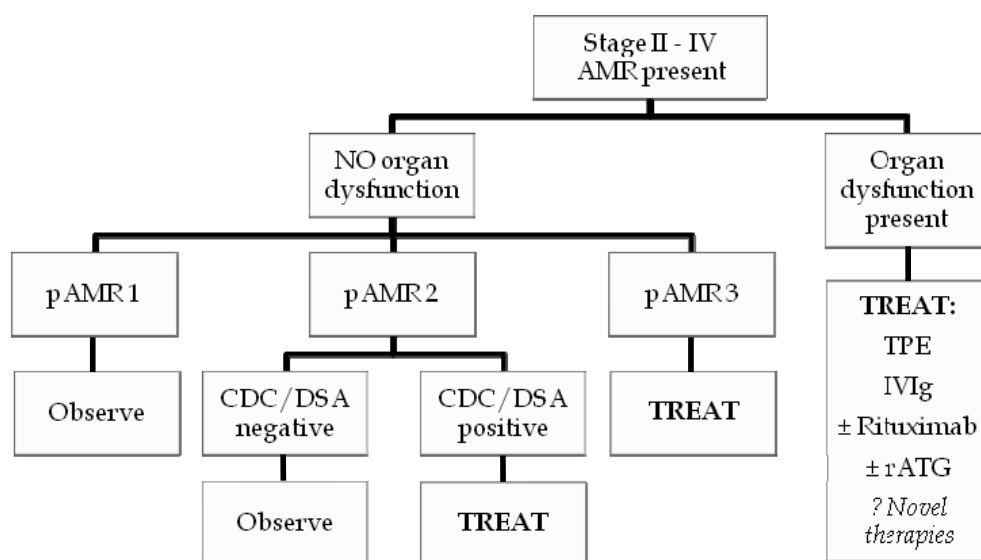 Stage II - IV
AMR present
NO organ
dysfunction
Organ
dysfunction
present
pAMR 1
pAMR 2
pAMR 3
TREAT:
TPE
IVIg
± Rituximab
± rATG
? Novel
therapies
Observe
CDC/DSA
negative
CDC/DSA
positive
TREAT
Observe
TREAT